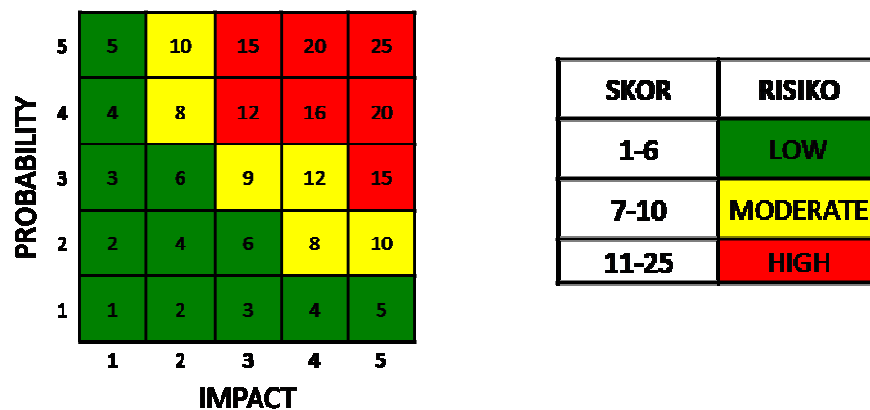 5 5 10 15 20 25
4 4 8 12 16 20
3 3 6 9 12 15
2 2 4 6 8 10
1 1 2 3 4 5
1 2 3 4 5
PROBABILITY
IMPACT
SKOR RISIKO
1-6 LOW
7-10 MODERATE
11-25 HIGH